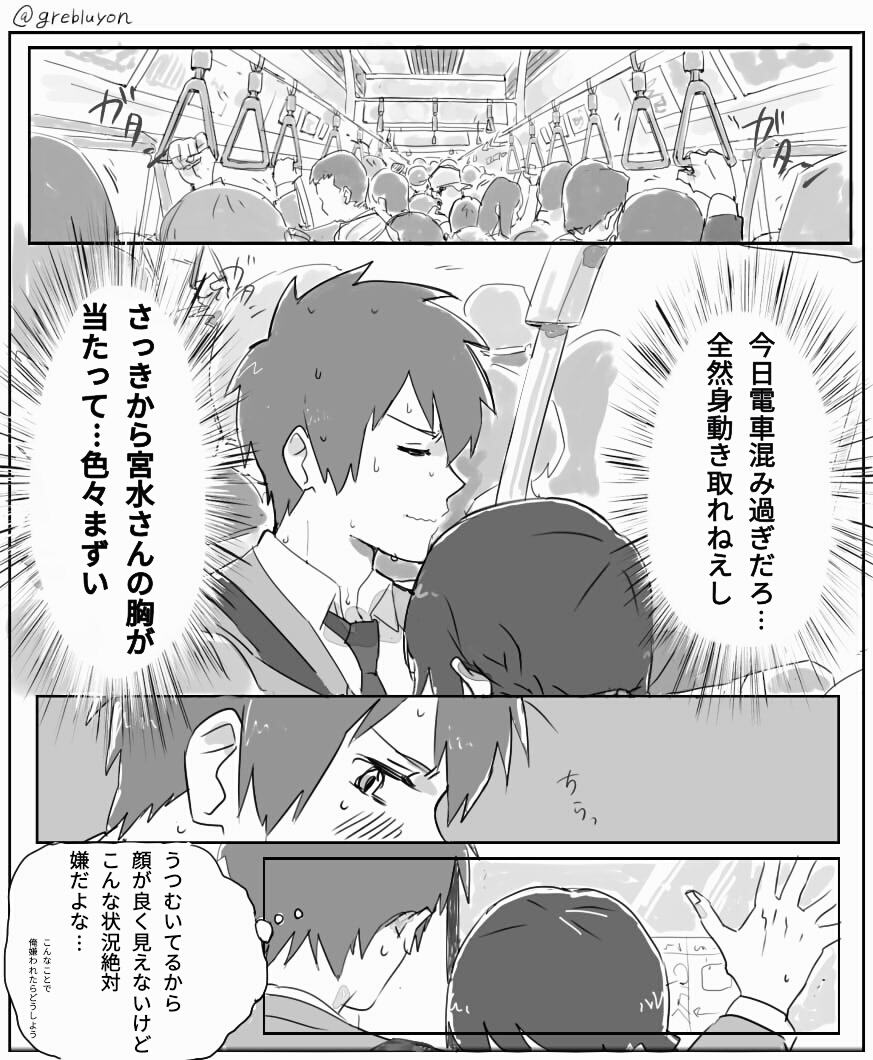 @grebluyon
ガタ
ガタ
今日電車混み過ぎだろ…
全然身動き取れねえし
さっきから宮水さんの胸が
当たって…色々まずい
ちらっ
うつむいてるから
顔が良く見えないけど
こんな状況絶対
嫌だよな…
こんなことで
俺嫌われたらどうしよう